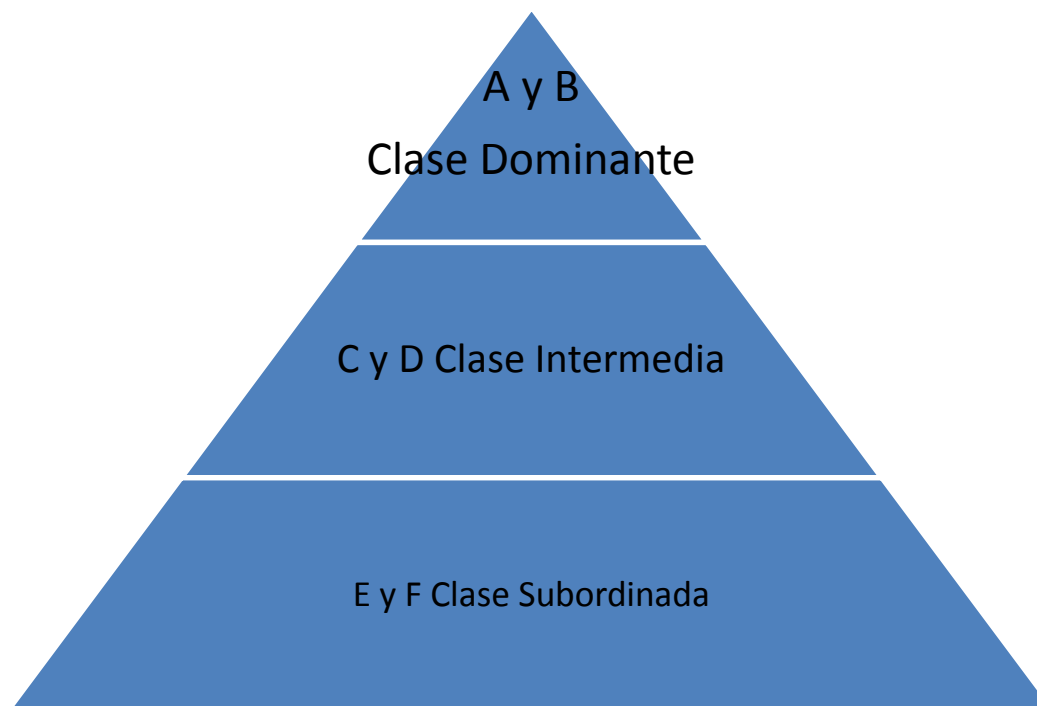 A y B
Clase Dominante
C y D Clase Intermedia
E y F Clase Subordinada